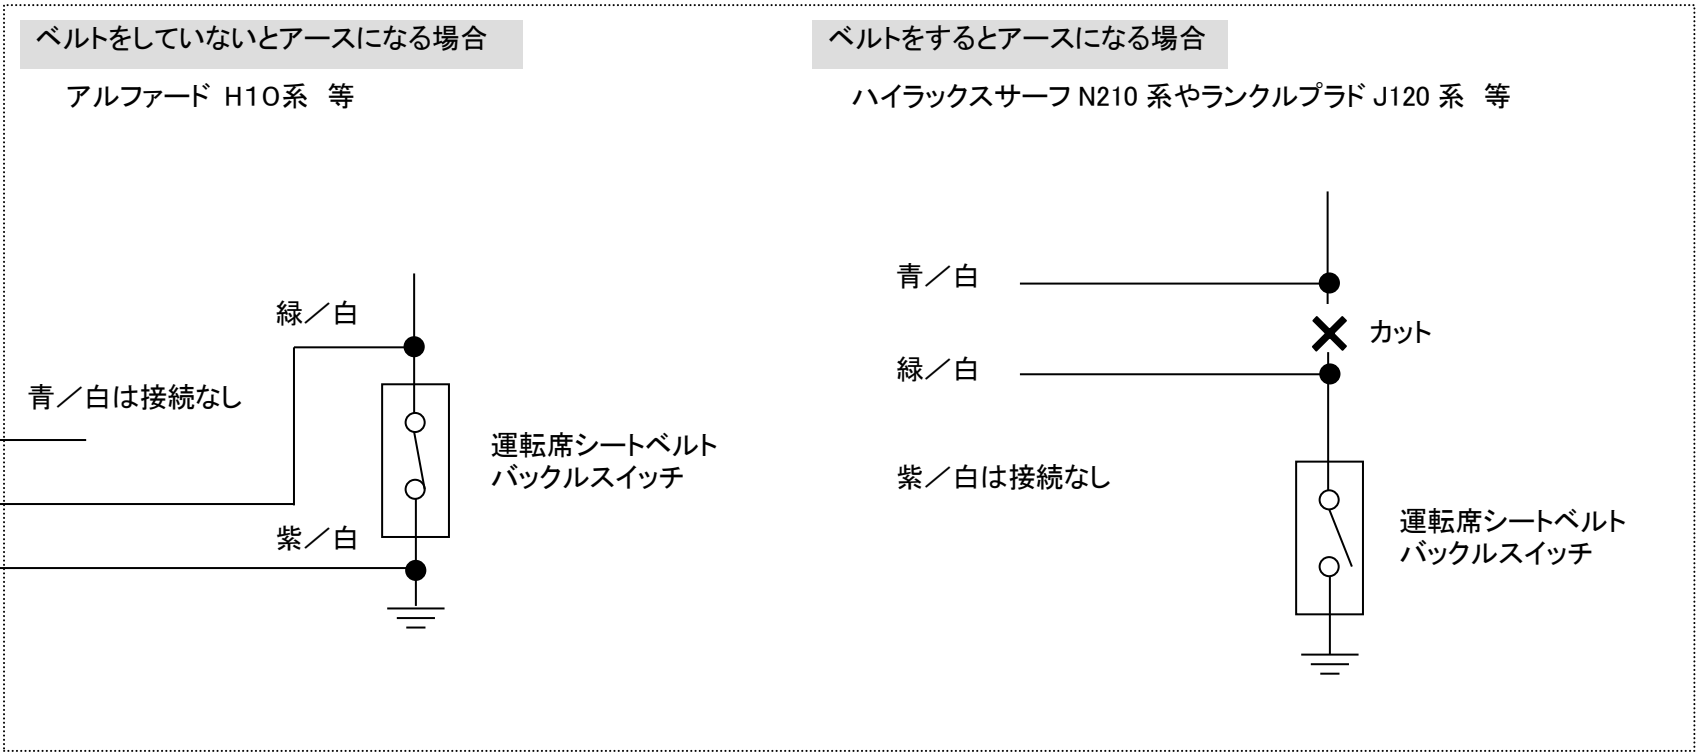 ベルトをしていないとアースになる場合
アルファード H10系 等
緑／白
青／白は接続なし
運転席シートベルト
バックルスイッチ
紫／白
ベルトをするとアースになる場合
ハイラックスサーフ N210 系やランクルプラド J120 系 等
青／白
カット
緑／白
紫／白は接続なし
運転席シートベルト
バックルスイッチ